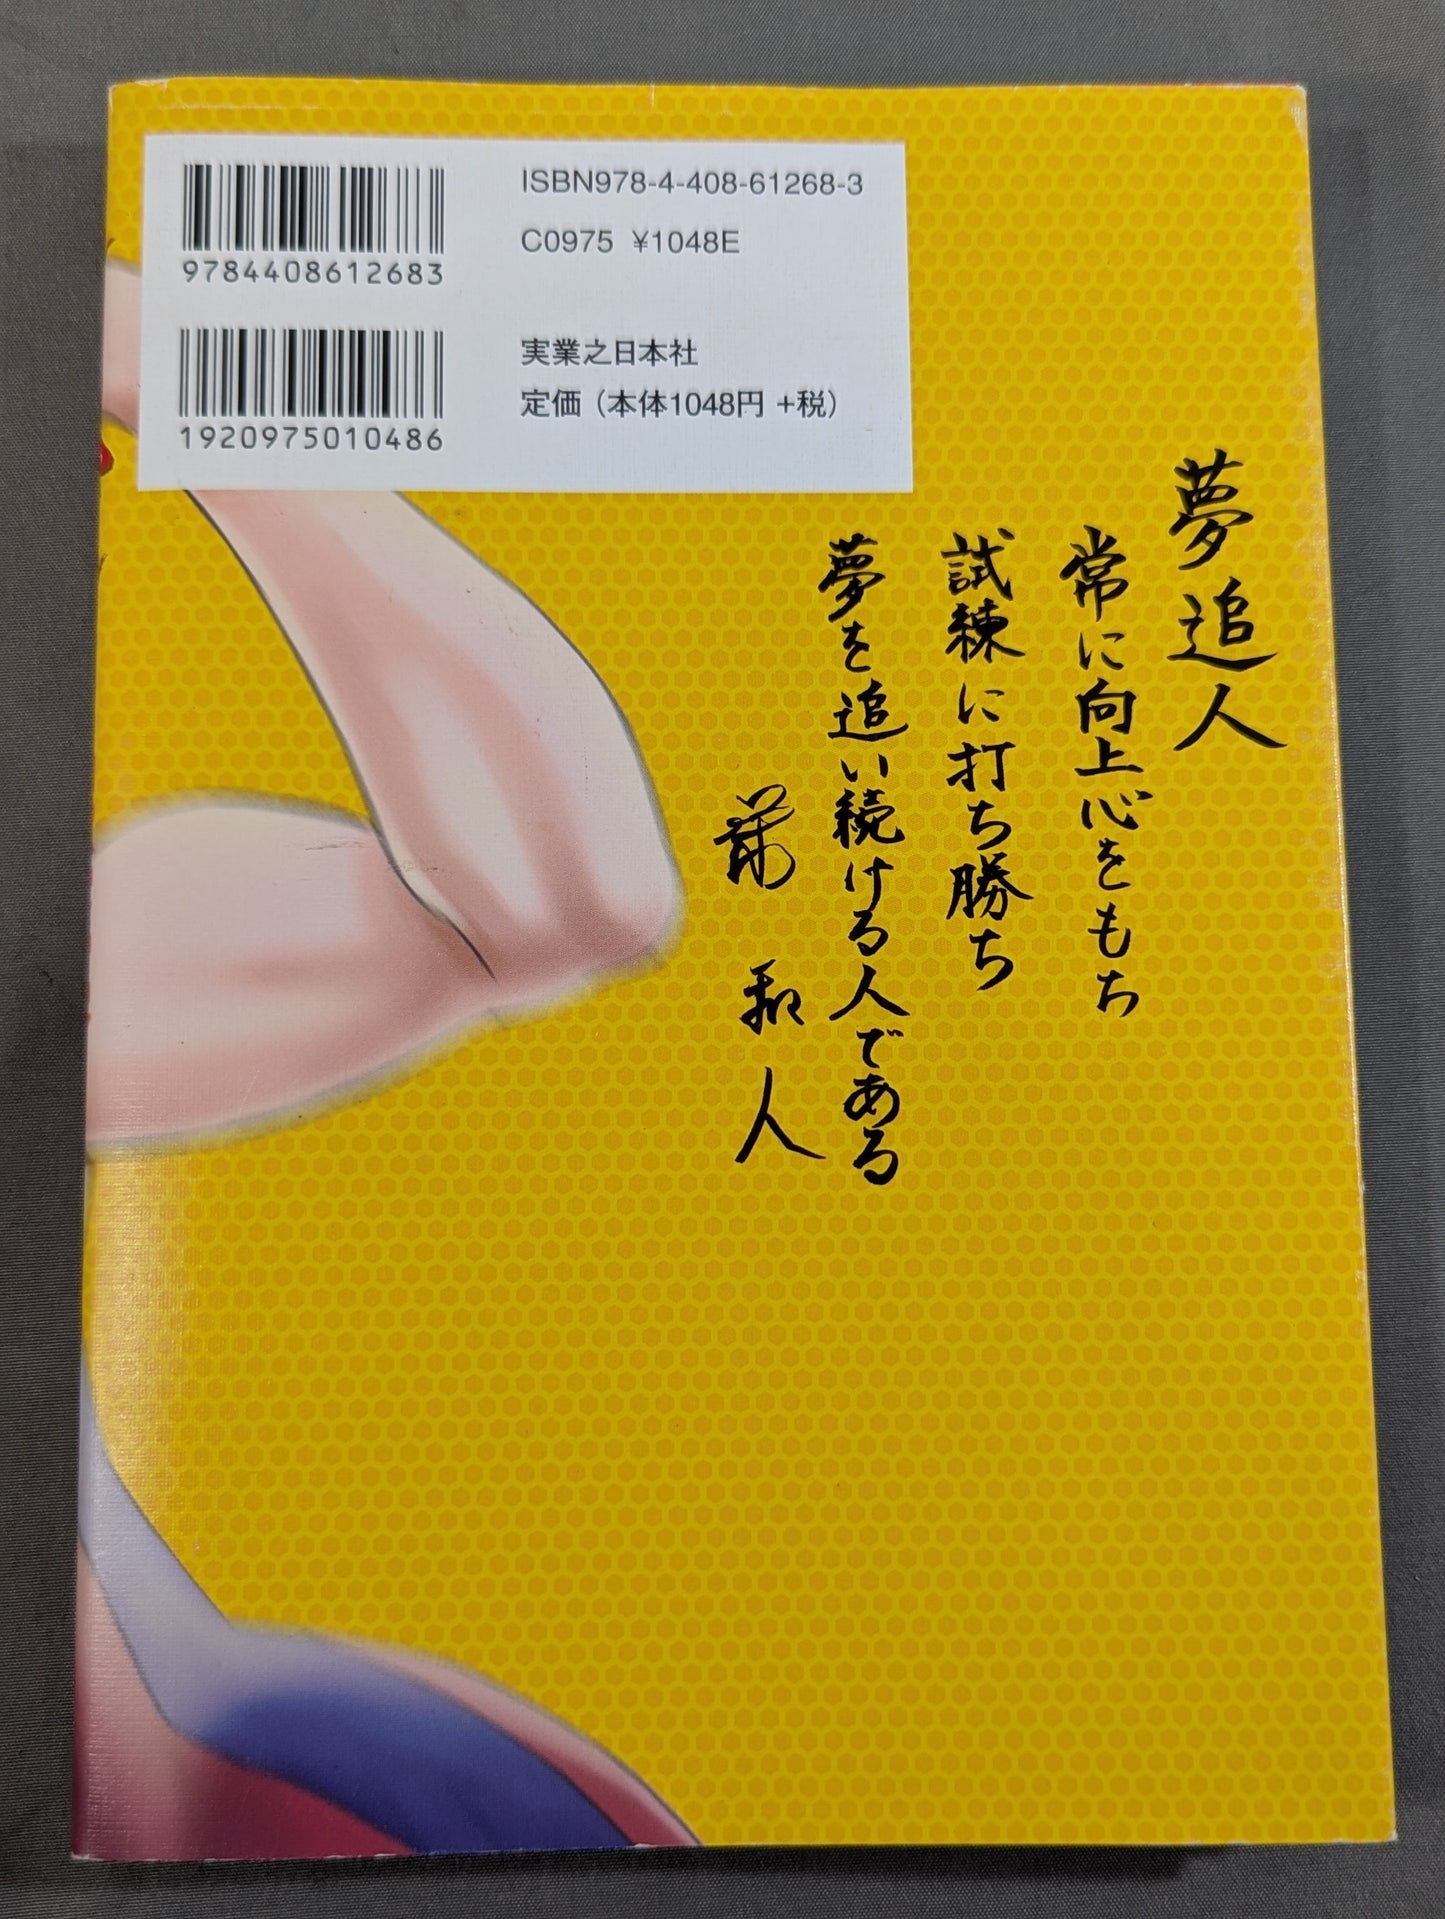 ISBN978-4-408-61268-3
C0975 ¥1048E
9784408612683
実業之日本社
定価（本体1048円＋税）
1920975010486
夢追人
常に向上心をもち
試練に打ち勝ち
夢を追い続ける人である